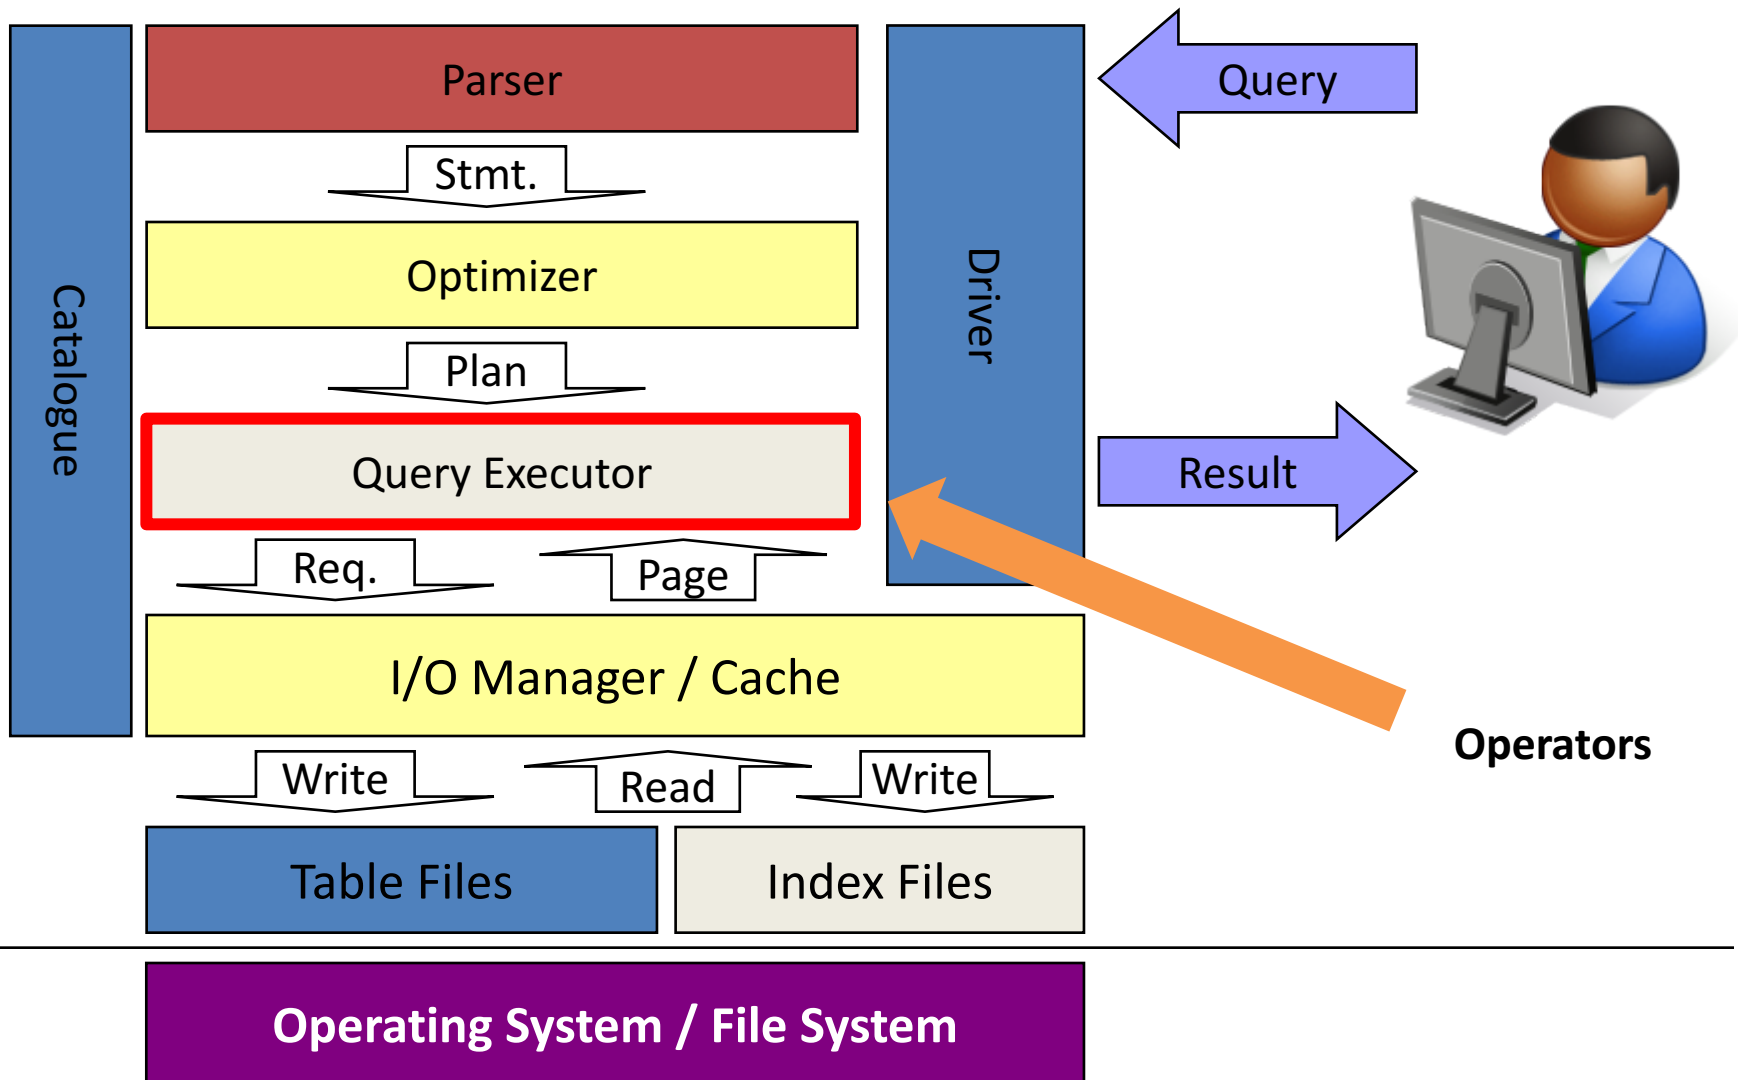 Parser
Query
Stmt.
Optimizer
Driver
Catalogue
Plan
Query Executor
Result
Req.
Page
I/O Manager / Cache
Operators
Write
Read
Write
Table Files
Index Files
Operating System / File System